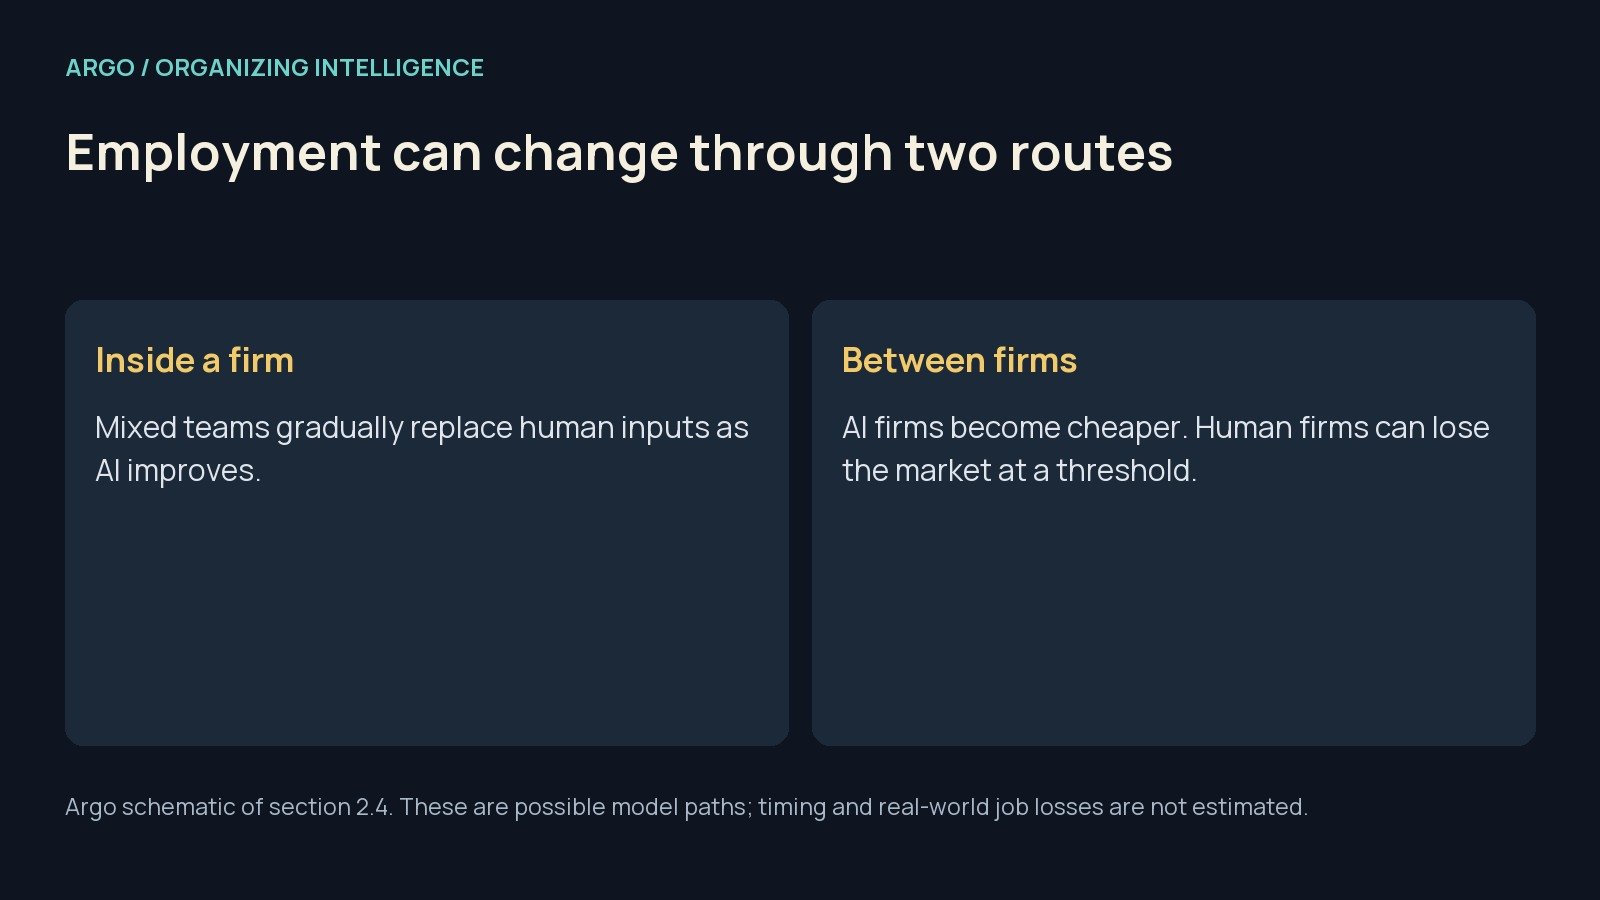 ARGO / ORGANIZING INTELLIGENCE
Employment can change through two routes
Inside a firm
Mixed teams gradually replace human inputs as
AI improves.
Between firms
AI firms become cheaper. Human firms can lose
the market at a threshold.
Argo schematic of section 2.4. These are possible model paths; timing and real-world job losses are not estimated.